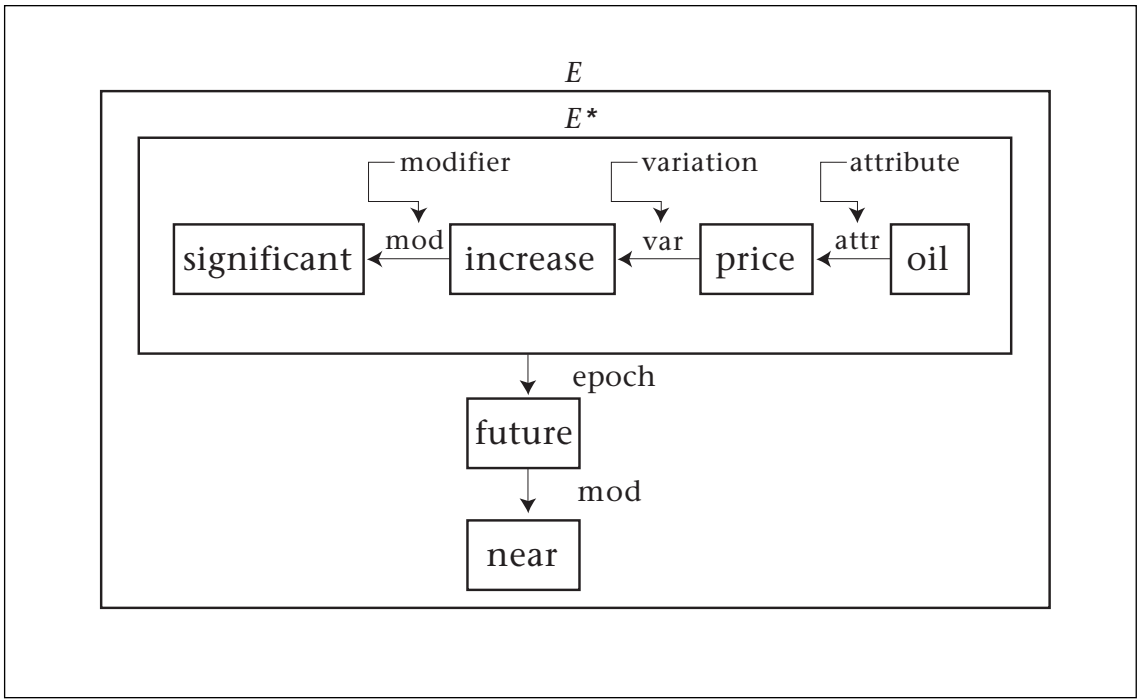 E
E*
modifier variation attribute
mod var attr
significant increase price oil
epoch
future
mod
near